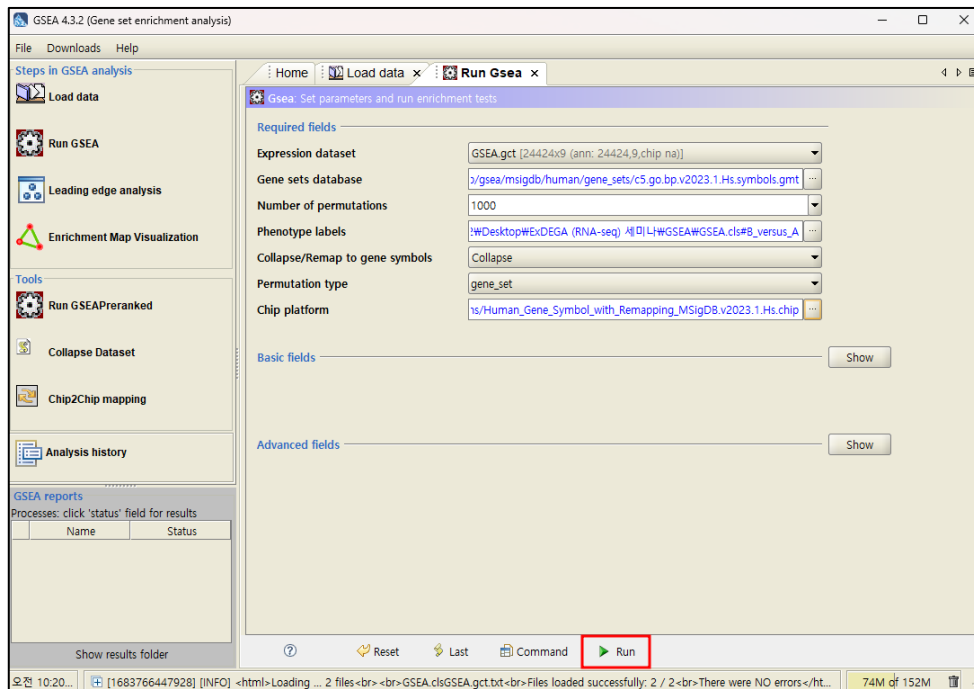 GSEA 4.3.2 (Gene set enrichment analysis)
File Downloads Help
Steps in GSEA analysis
Load data
Run GSEA
Leading edge analysis
Enrichment Map Visualization
Tools
Run GSEAPreranked
Collapse Dataset
Chip2Chip mapping
Analysis history
GSEA reports
Processes: click 'status' field for results
Name Status
Show results folder
Home Load data × Run Gsea ×
Gsea: Set parameters and run enrichment tests
Required fields
Expression dataset GSEA.gct [24424x9 (ann: 24424,9,chip na)]
Gene sets database /gsea/msigdb/human/gene_sets/c5.go.bp.v2023.1.Hs.symbols.gmt ...
Number of permutations 1000
Phenotype labels ₩Desktop₩ExDEGA (RNA-seq) 세미나₩GSEA₩GSEA.cls#B_versus_A ...
Collapse/Remap to gene symbols Collapse
Permutation type gene_set
Chip platform ns/Human_Gene_Symbol_with_Remapping_MSigDB.v2023.1.Hs.chip ...
Basic fields Show
Advanced fields Show
? Reset Last Command Run
오전 10:20... [1683766447928] [INFO] <html>Loading ... 2 files<br><br>GSEA.clsGSEA.gct.txt<br>Files loaded successfully: 2 / 2<br>There were NO errors</ht... 74M of 152M